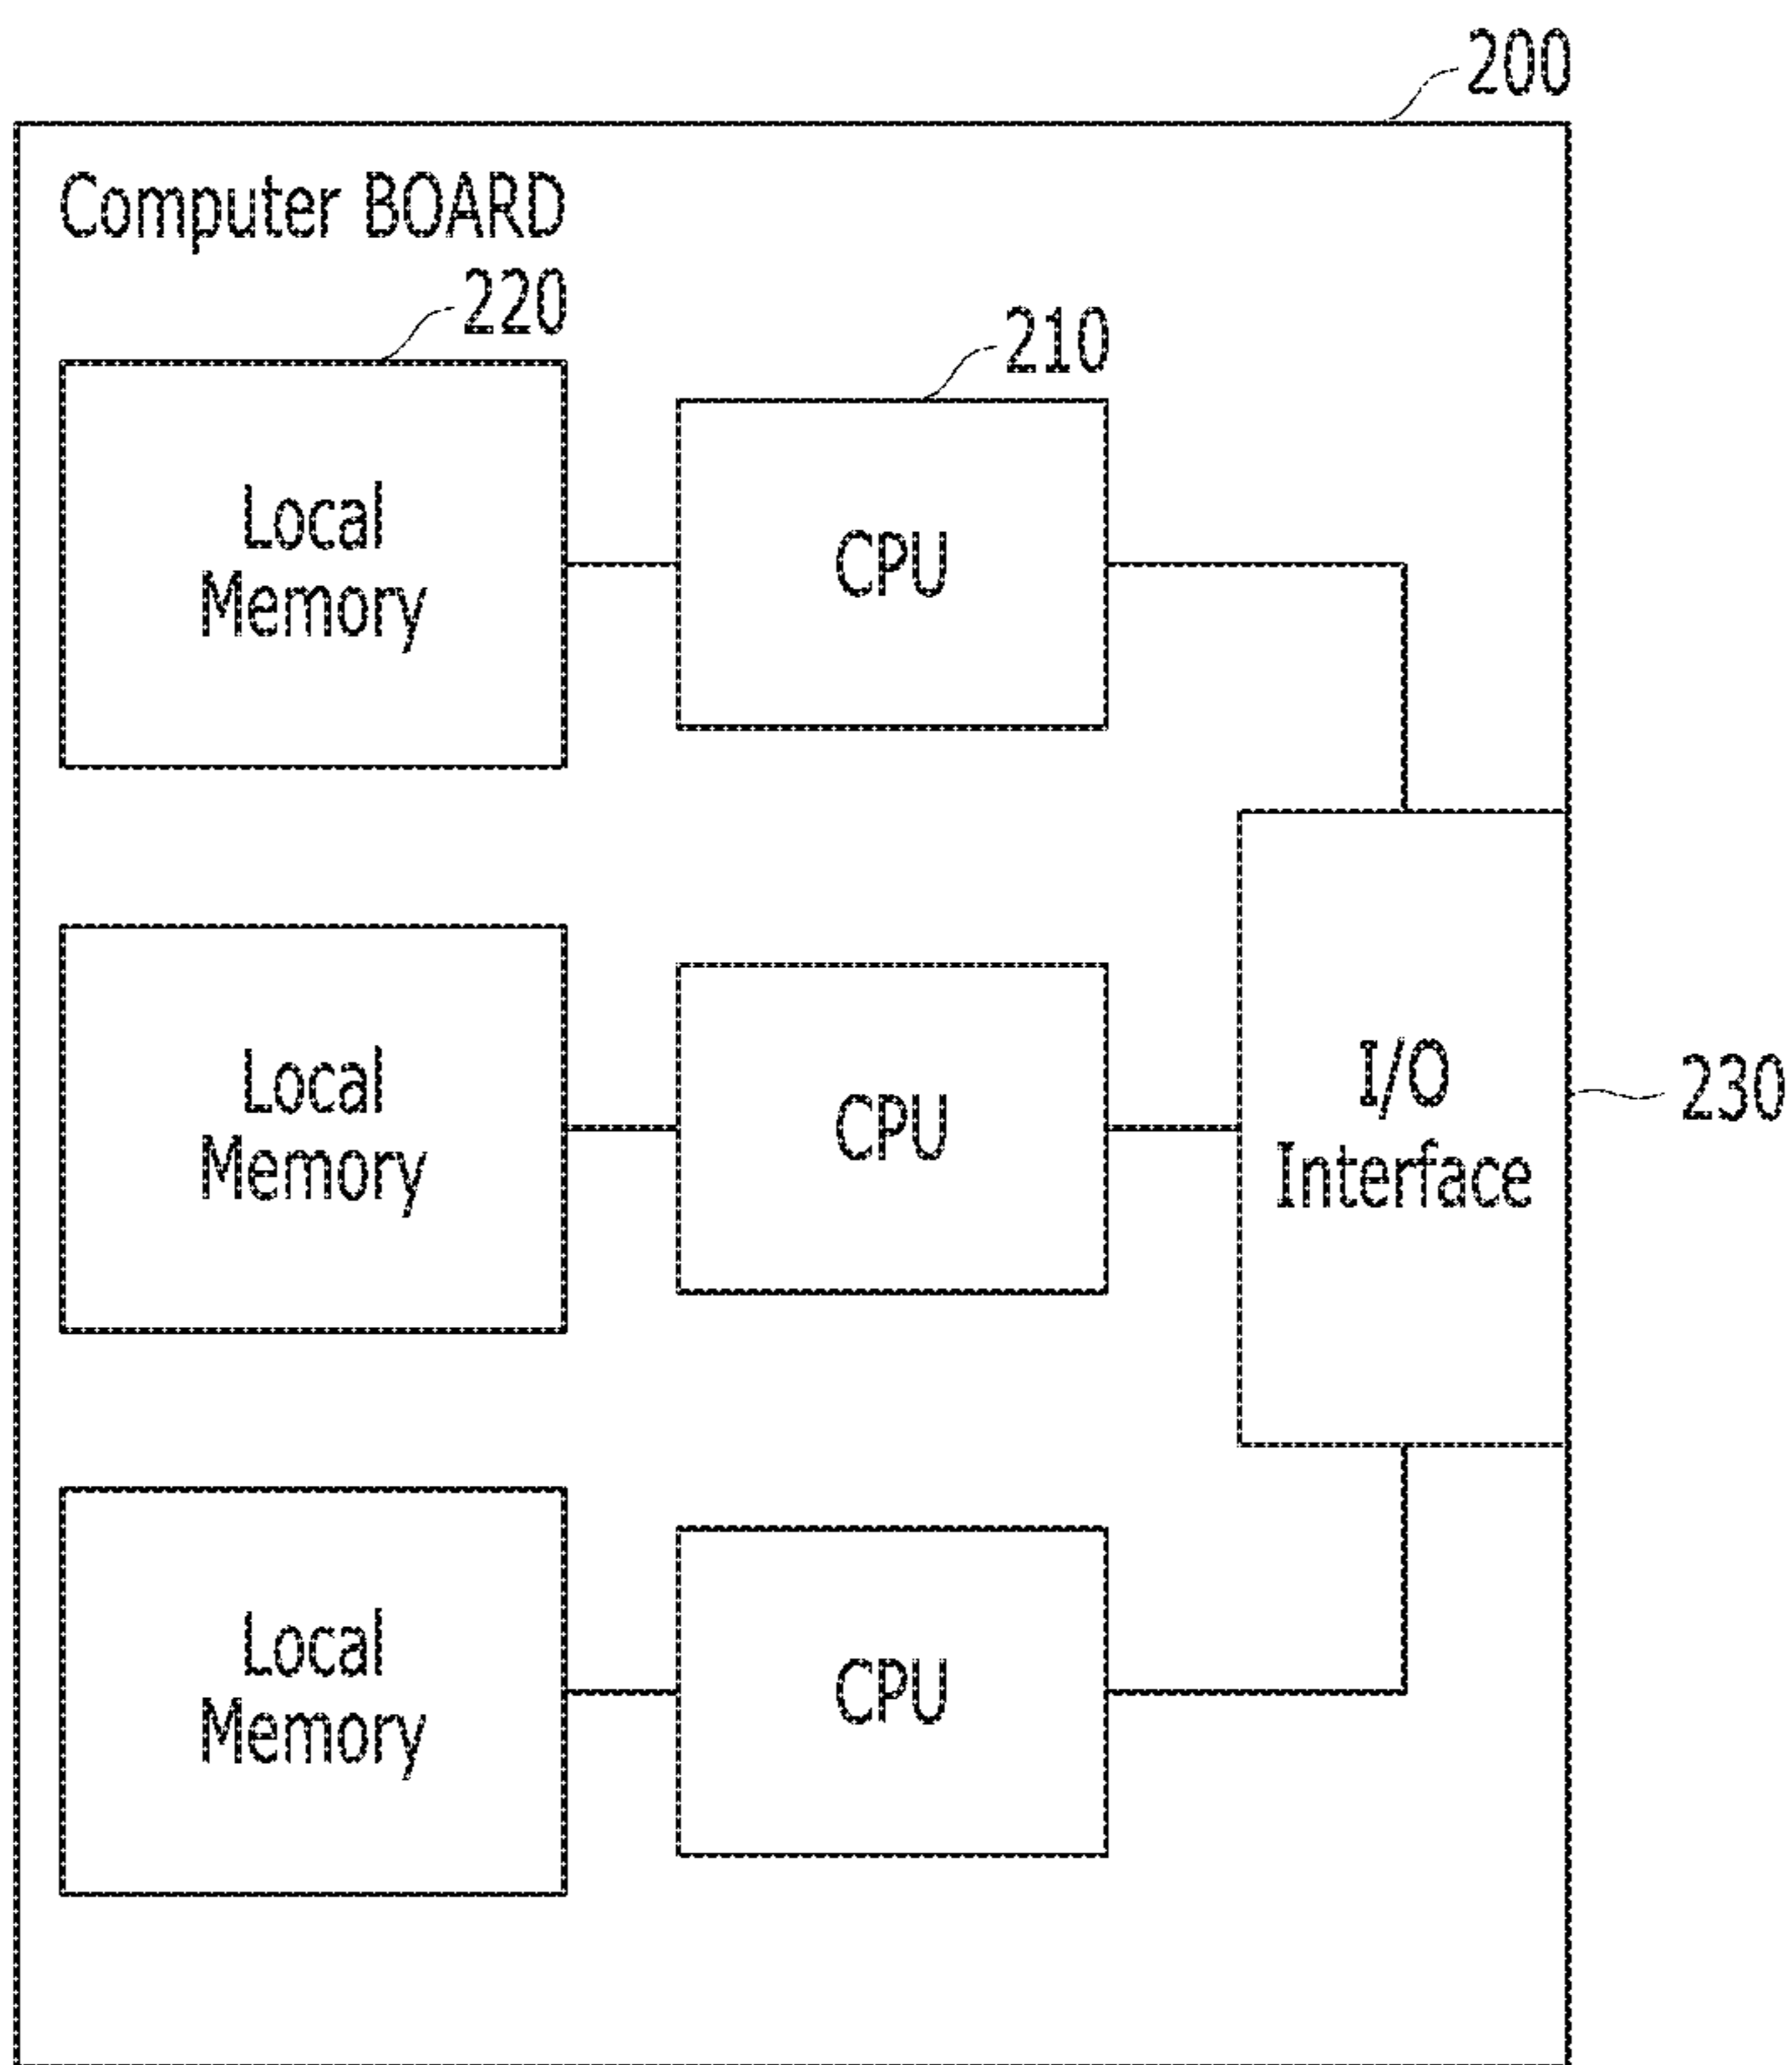 200
Computer BOARD
220
210
Local
Memory
CPU
Local
Memory
CPU
I/O
Interface
230
Local
Memory
CPU